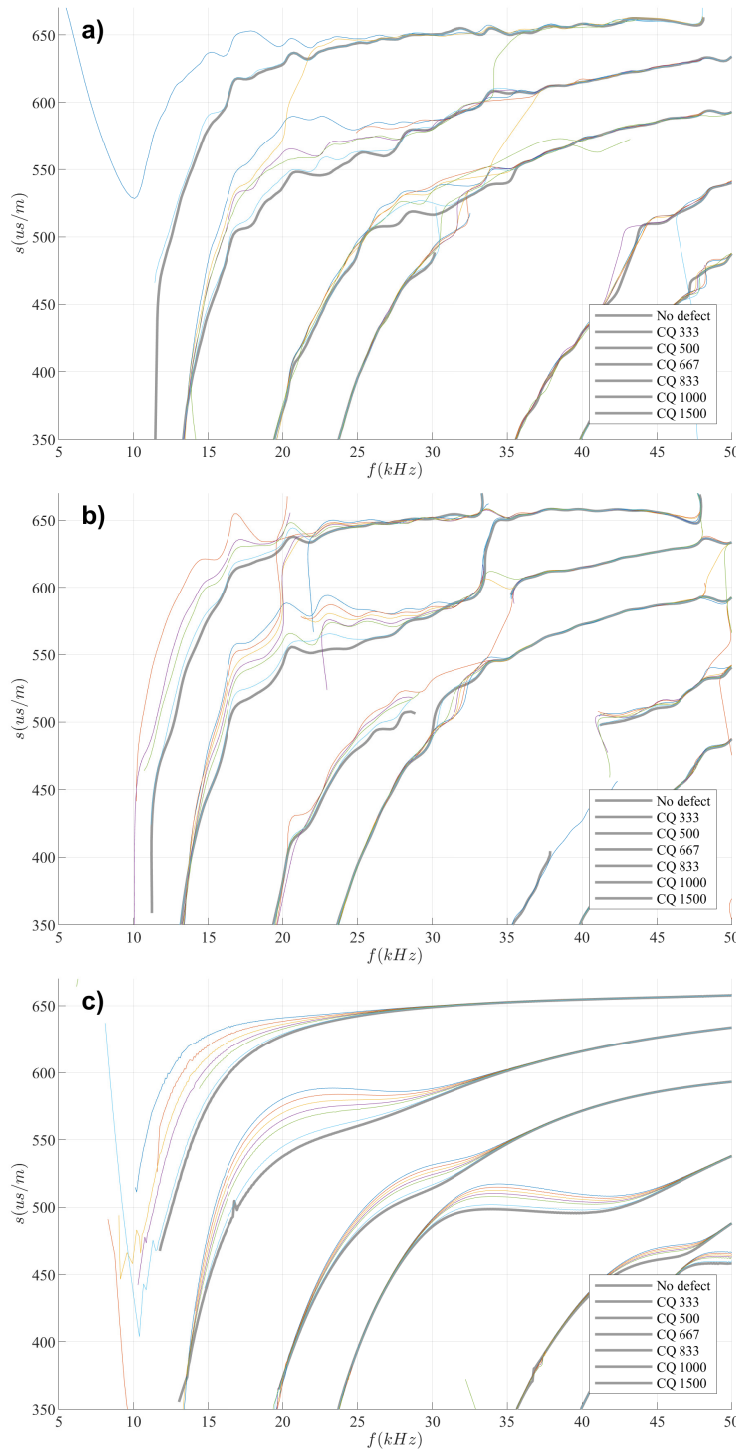 a)
650
600
550
500
450
400
350
s(us/m)
No defect
CQ 333
CQ 500
CQ 667
CQ 833
CQ 1000
CQ 1500
5 10 15 20 25 30 35 40 45 50
f(kHz)
b)
650
600
550
500
450
400
350
s(us/m)
No defect
CQ 333
CQ 500
CQ 667
CQ 833
CQ 1000
CQ 1500
5 10 15 20 25 30 35 40 45 50
f(kHz)
c)
650
600
550
500
450
400
350
s(us/m)
No defect
CQ 333
CQ 500
CQ 667
CQ 833
CQ 1000
CQ 1500
5 10 15 20 25 30 35 40 45 50
f(kHz)